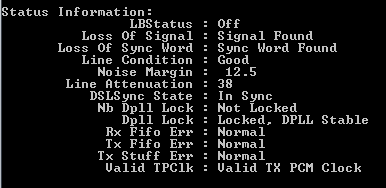 Status Information:
LBStatus : Off
Loss Of Signal : Signal Found
Loss Of Sync Word : Sync Word Found
Line Condition : Good
Noise Margin : 12.5
Line Attenuation : 38
DSLSync State : In Sync
Nb Dpll Lock : Not Locked
Dpll Lock : Locked, DPLL Stable
Rx Fifo Err : Normal
Tx Fifo Err : Normal
Tx Stuff Err : Normal
Valid TPClk : Valid TX PCM Clock